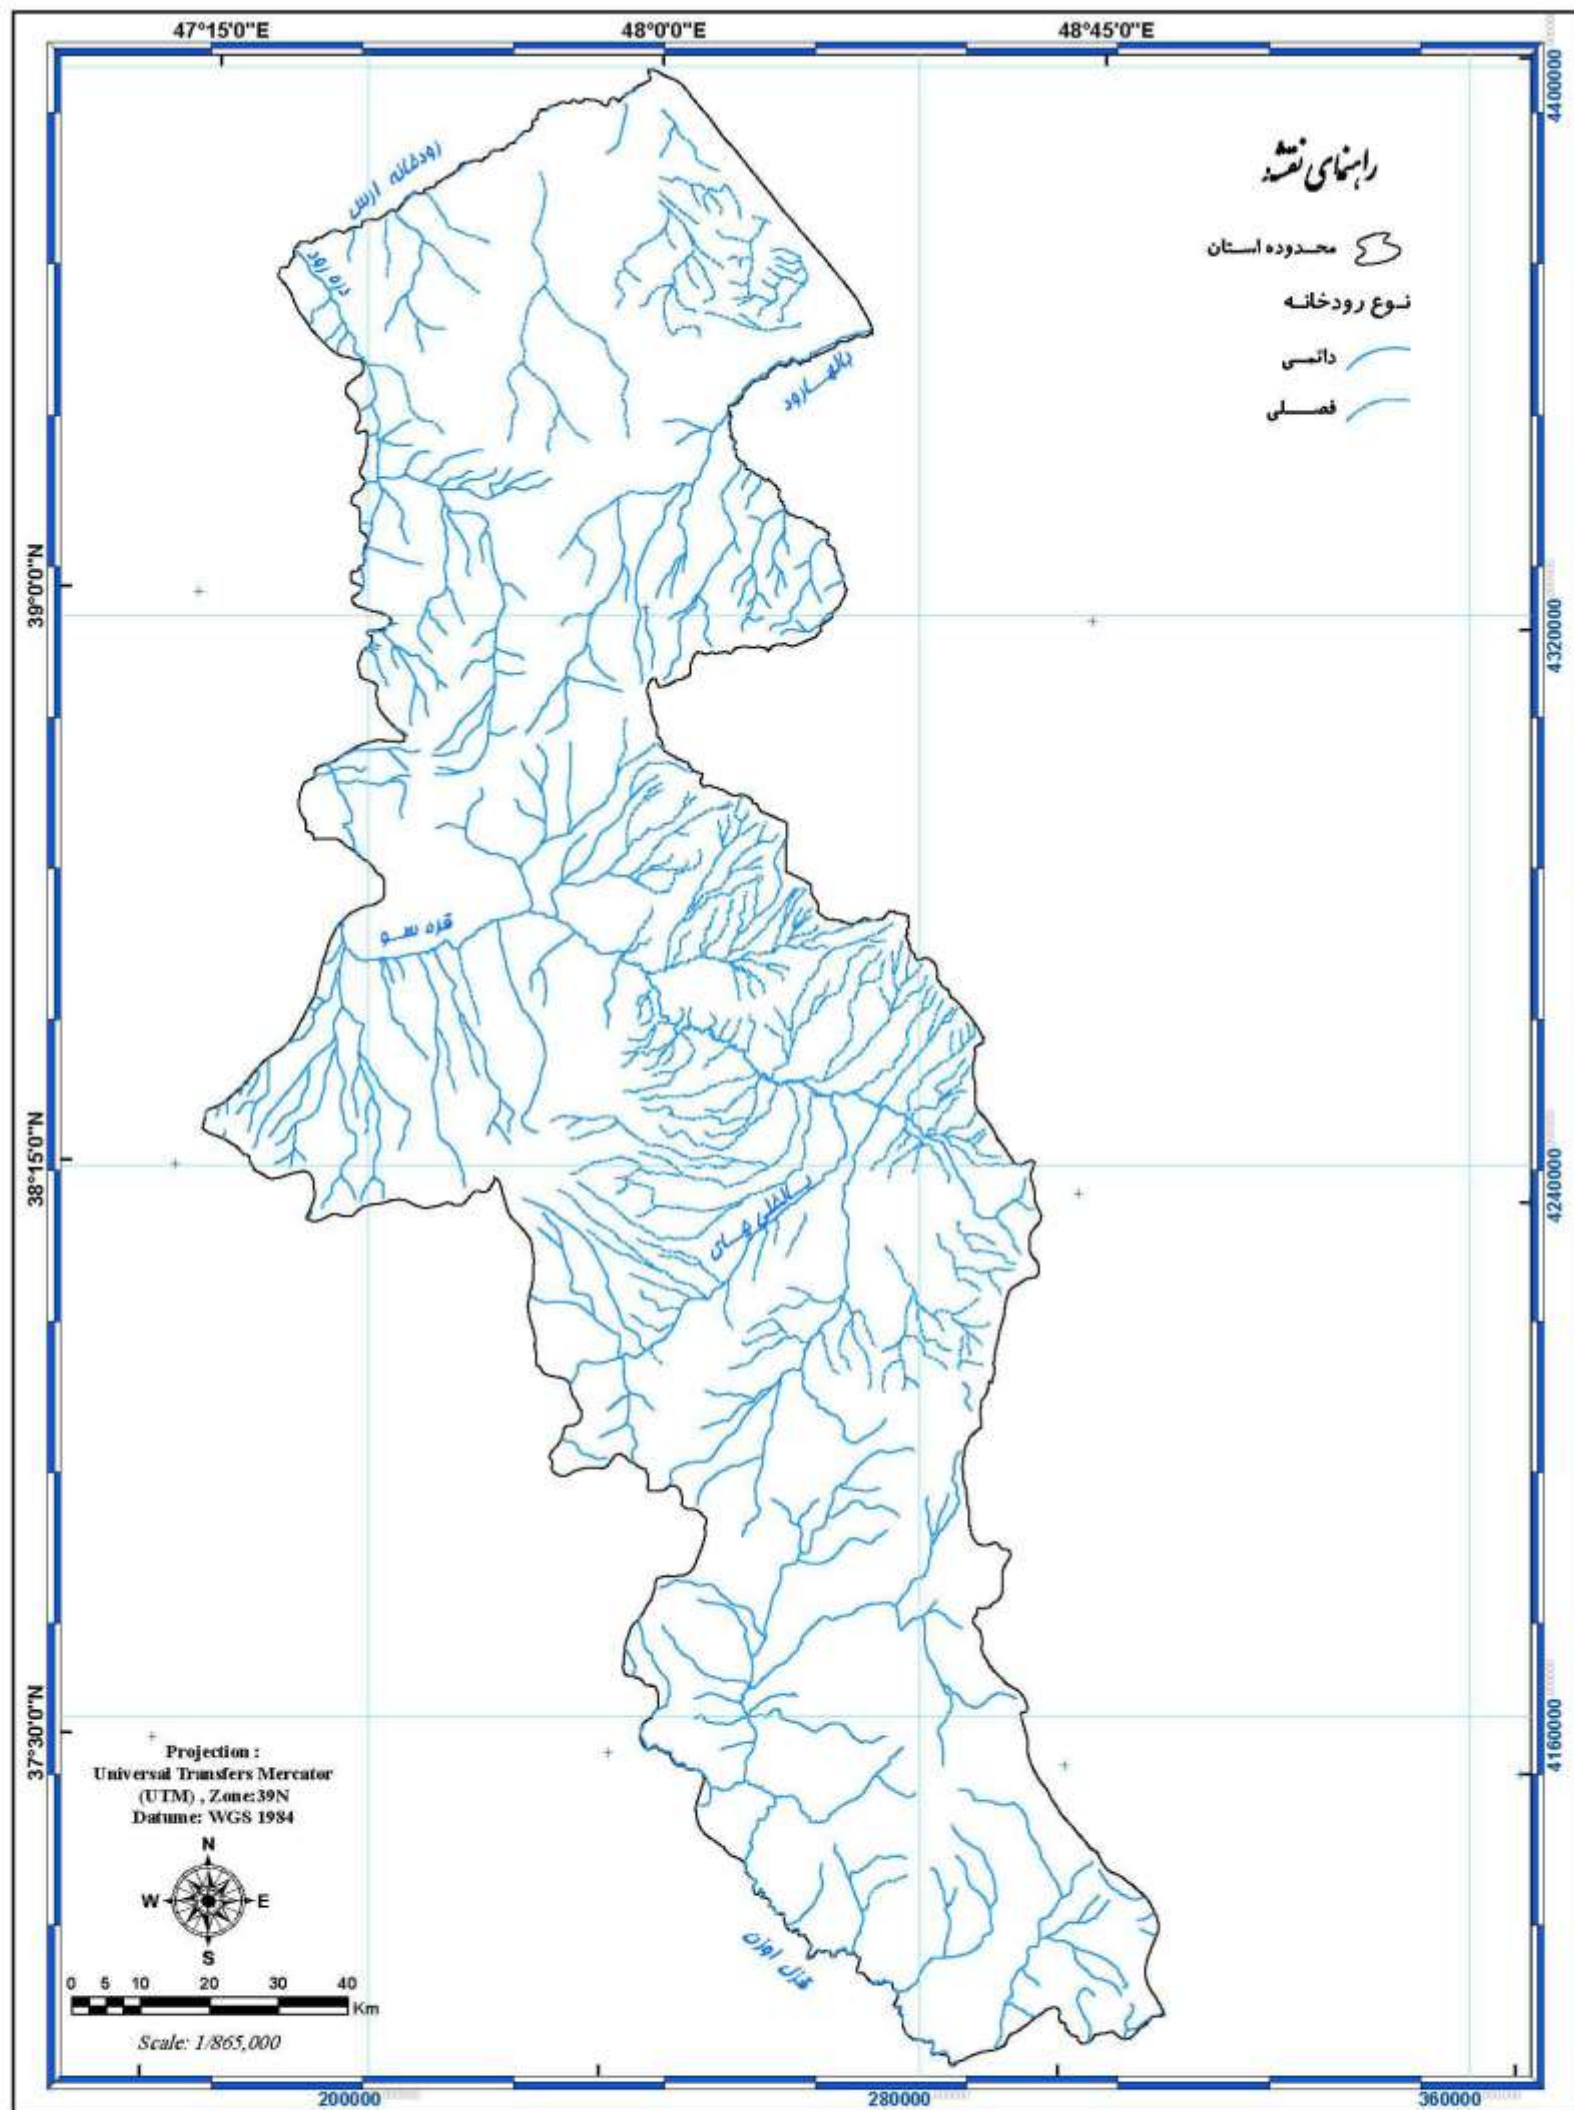 47°15'0"E
48°0'0"E
48°45'0"E
4400000
راهنمای نقشه
محدوده استان
نوع رودخانه
دائمی
فصلی
رودخانه ارس
دره رود
بالهارود
39°0'0"N
4320000
قره سو
38°15'0"N
4240000
بالخلی چای
37°30'0"N
4160000
Projection :
Universal Transfers Mercator
(UTM) , Zone:39N
Datume: WGS 1984
N
W
E
S
قزل اوزن
0 5 10 20 30 40
Km
Scale: 1/865,000
200000
280000
360000